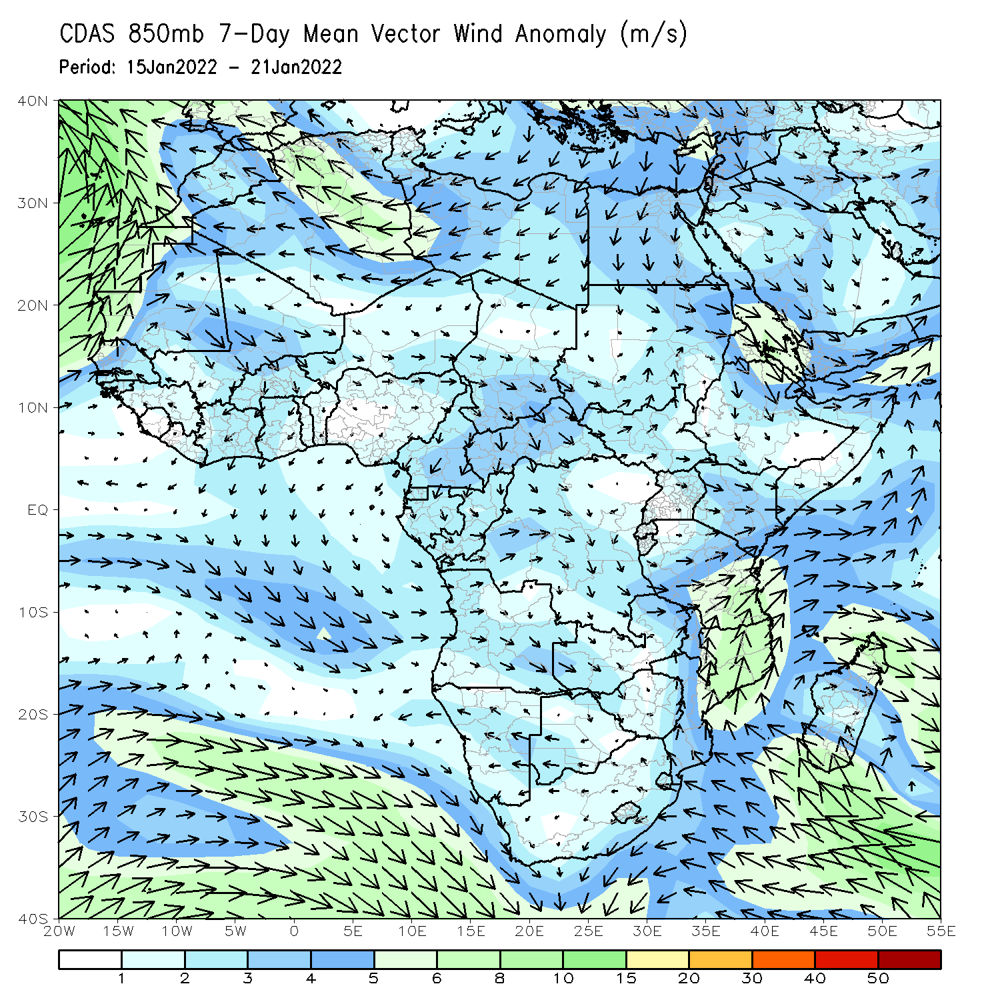 CDAS 850mb 7-Day Mean Vector Wind Anomaly (m/s)
Period: 15Jan2022 - 21Jan2022
40N
30N
20N
10N
EQ
10S
20S
30S
40S
20W 15W 10W 5W 0 5E 10E 15E 20E 25E 30E 35E 40E 45E 50E 55E
1 2 3 4 5 6 8 10 15 20 30 40 50